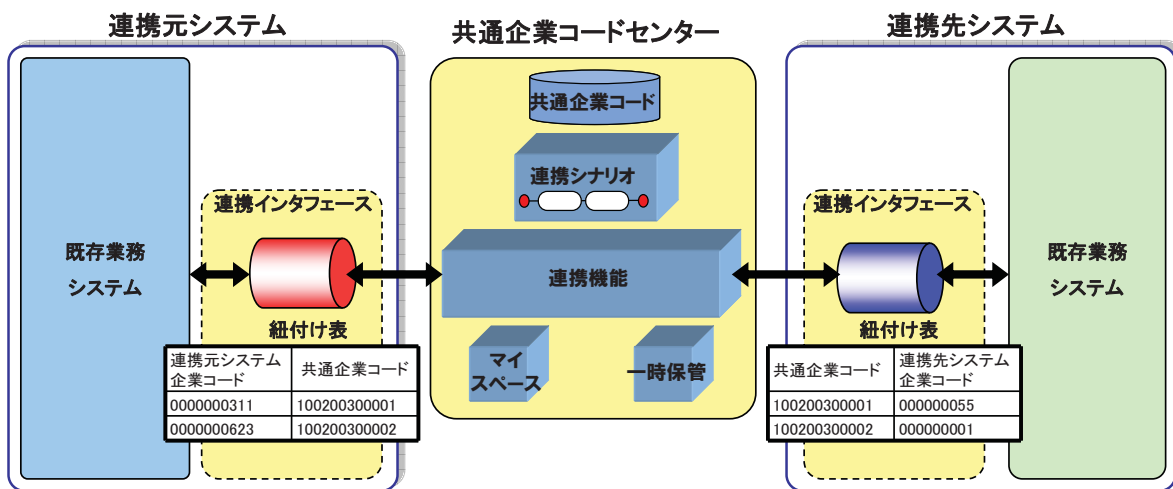 連携元システム
共通企業コードセンター
連携先システム
既存業務
システム
連携インタフェース
紐付け表
連携元システム
企業コード
共通企業コード
0000000311
100200300001
0000000623
100200300002
共通企業コード
連携シナリオ
連携機能
マイ
スペース
一時保管
連携インタフェース
紐付け表
共通企業コード
連携先システム
企業コード
100200300001
000000055
100200300002
000000001
既存業務
システム